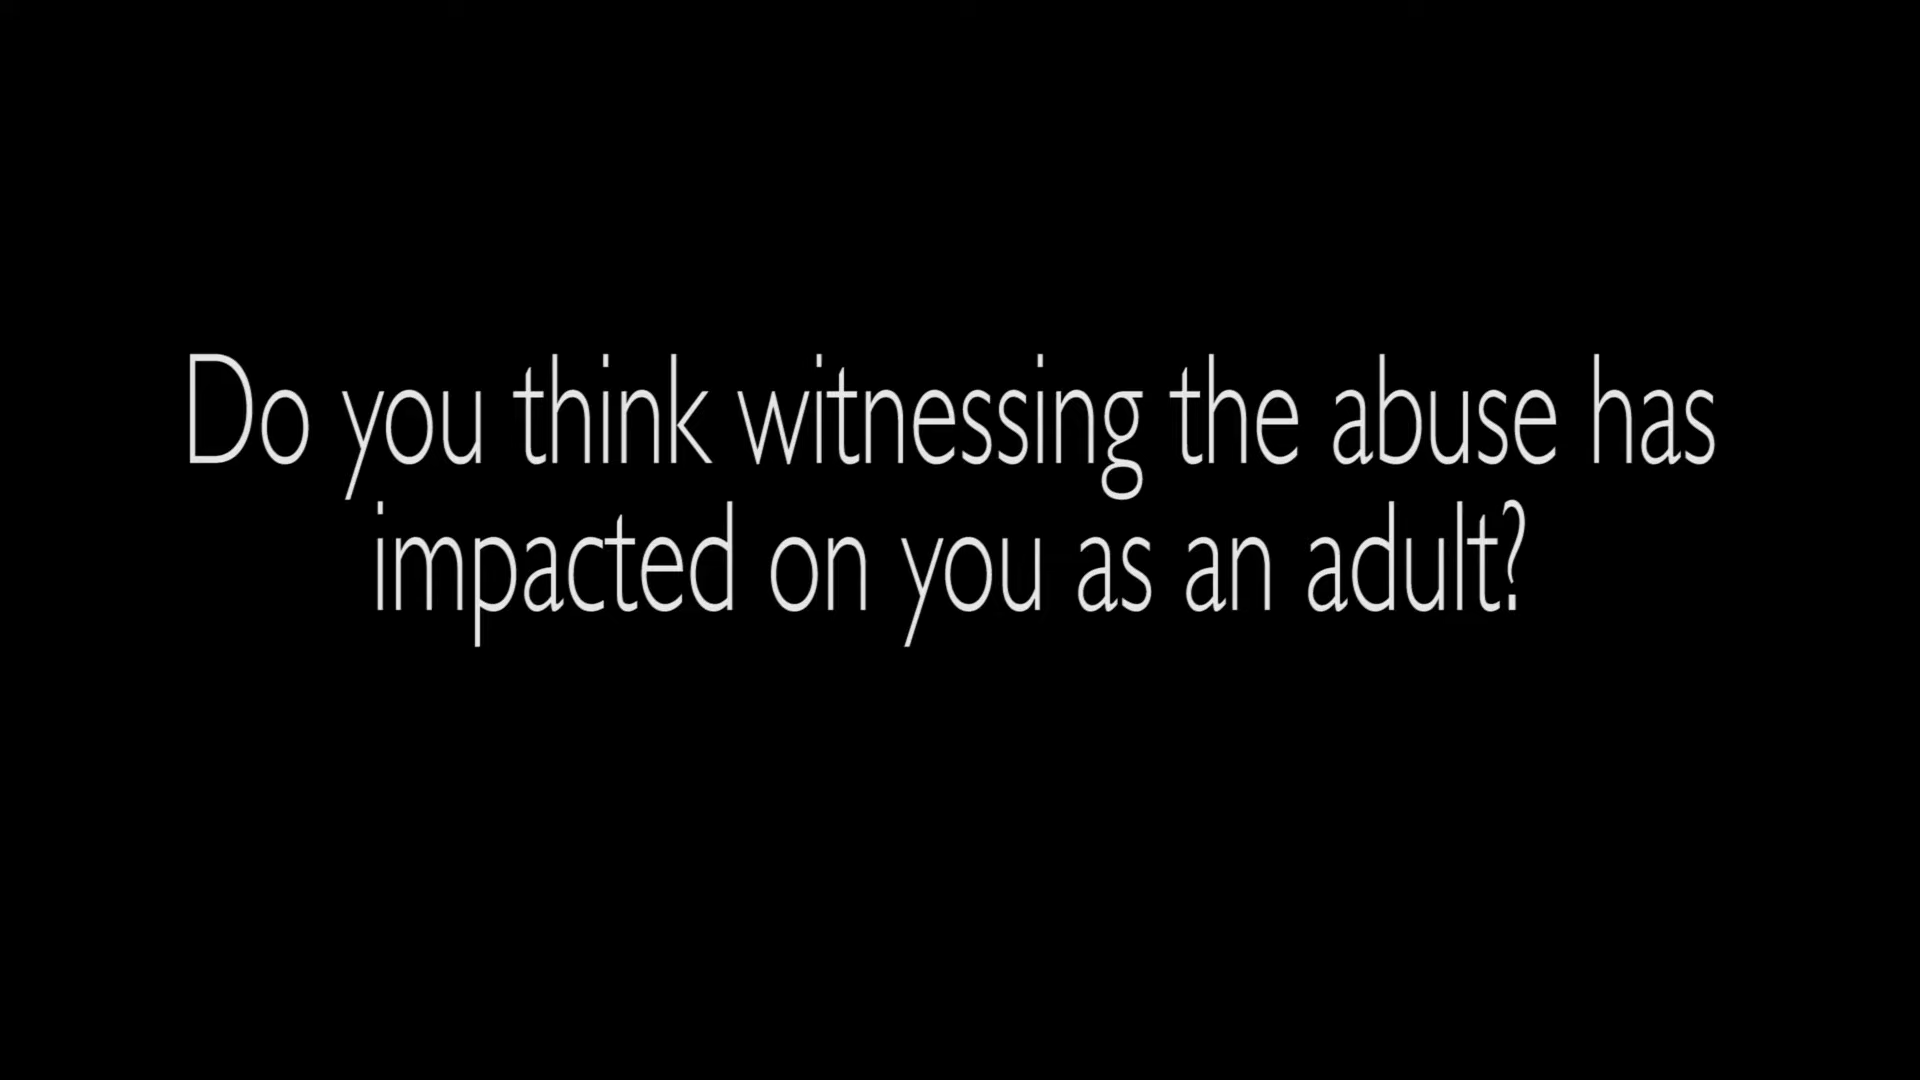 Do you think witnessing the abuse has
impacted on you as an adult?